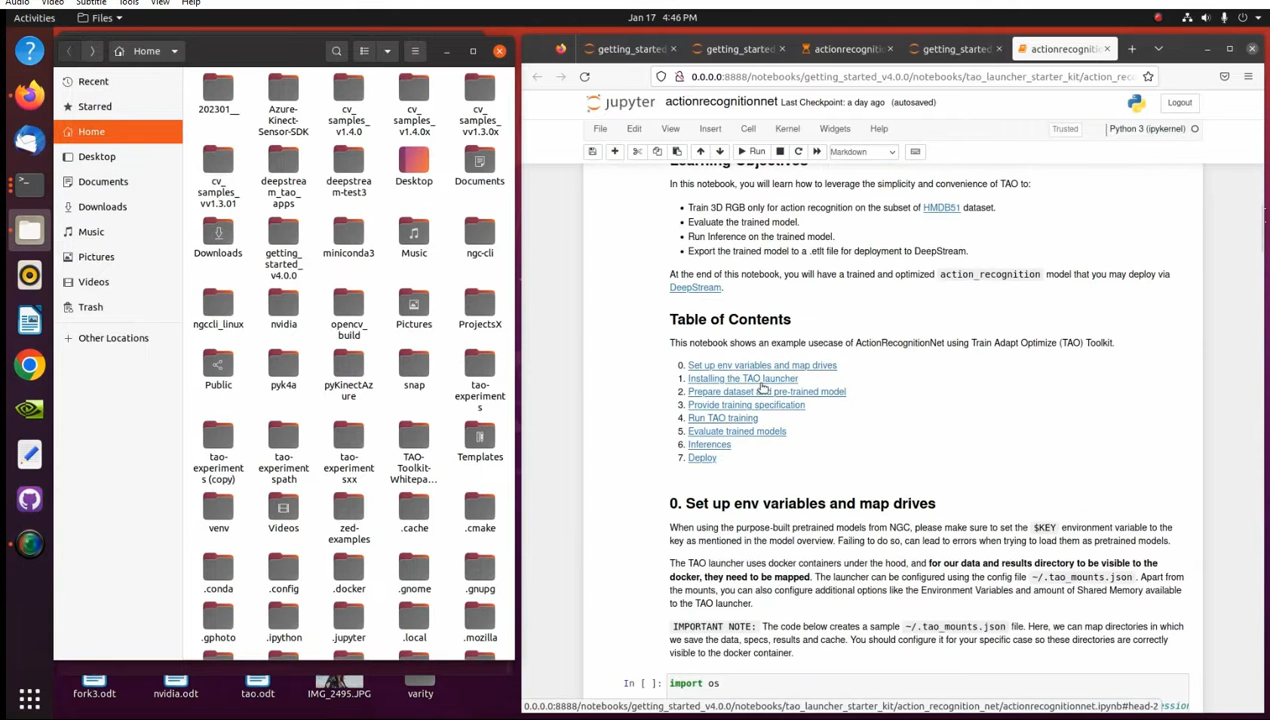 Audio Video Subtitle Tools View Help
Activities Files Jan 17 4:46 PM
Home
Recent
Starred
Home
Desktop
Documents
Downloads
Music
Pictures
Videos
Trash
Other Locations
202301__
Azure-Kinect-Sensor-SDK
cv_samples_v1.4.0
cv_samples_v1.4.0x
cv_samples_vv1.3.0x
cv_samples_vv1.3.01
deepstream_tao_apps
deepstream-test3
Desktop
Documents
Downloads
getting_started_v4.0.0
miniconda3
Music
ngc-cli
ngccli_linux
nvidia
opencv_build
Pictures
ProjectsX
Public
pyk4a
pyKinectAzure
snap
tao-experiments
tao-experiments (copy)
tao-experimentspath
tao-experimentsxx
TAO-Toolkit-Whitepa...
Templates
venv
Videos
zed-examples
.cache
.cmake
.conda
.config
.docker
.gnome
.gnupg
.gphoto
.ipython
.jupyter
.local
.mozilla
fork3.odt
nvidia.odt
tao.odt
IMG_2495.JPG
varity
getting_started
getting_started
actionrecogniti
getting_started
actionrecogniti
0.0.0.0:8888/notebooks/getting_started_v4.0.0/notebooks/tao_launcher_starter_kit/action_rec
jupyter actionrecognitionnet Last Checkpoint: a day ago (autosaved)
Logout
File Edit View Insert Cell Kernel Widgets Help
Trusted
Python 3 (ipykernel)
Run
Markdown
Learning Objectives
In this notebook, you will learn how to leverage the simplicity and convenience of TAO to:
Train 3D RGB only for action recognition on the subset of HMDB51 dataset.
Evaluate the trained model.
Run Inference on the trained model.
Export the trained model to a .etlt file for deployment to DeepStream.
At the end of this notebook, you will have a trained and optimized action_recognition model that you may deploy via
DeepStream.
Table of Contents
This notebook shows an example usecase of ActionRecognitionNet using Train Adapt Optimize (TAO) Toolkit.
0. Set up env variables and map drives
1. Installing the TAO launcher
2. Prepare dataset and pre-trained model
3. Provide training specification
4. Run TAO training
5. Evaluate trained models
6. Inferences
7. Deploy
0. Set up env variables and map drives
When using the purpose-built pretrained models from NGC, please make sure to set the $KEY environment variable to the
key as mentioned in the model overview. Failing to do so, can lead to errors when trying to load them as pretrained models.
The TAO launcher uses docker containers under the hood, and for our data and results directory to be visible to the
docker, they need to be mapped. The launcher can be configured using the config file ~/.tao_mounts.json . Apart from
the mounts, you can also configure additional options like the Environment Variables and amount of Shared Memory available
to the TAO launcher.
IMPORTANT NOTE: The code below creates a sample ~/.tao_mounts.json file. Here, we can map directories in which
we save the data, specs, results and cache. You should configure it for your specific case so these directories are correctly
visible to the docker container.
In [ ]: import os
0.0.0.0:8888/notebooks/getting_started_v4.0.0/notebooks/tao_launcher_starter_kit/action_recognition_net/actionrecognitionnet.ipynb#head-2